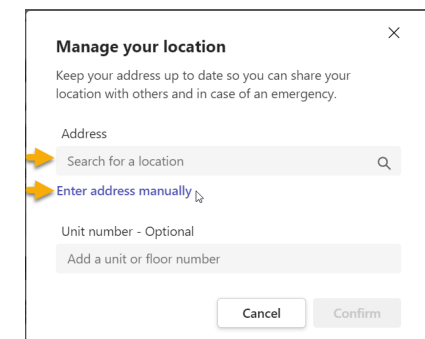 Manage your location
Keep your address up to date so you can share your
location with others and in case of an emergency.
Address
Search for a location
Enter address manually
Unit number - Optional
Add a unit or floor number
Cancel
Confirm